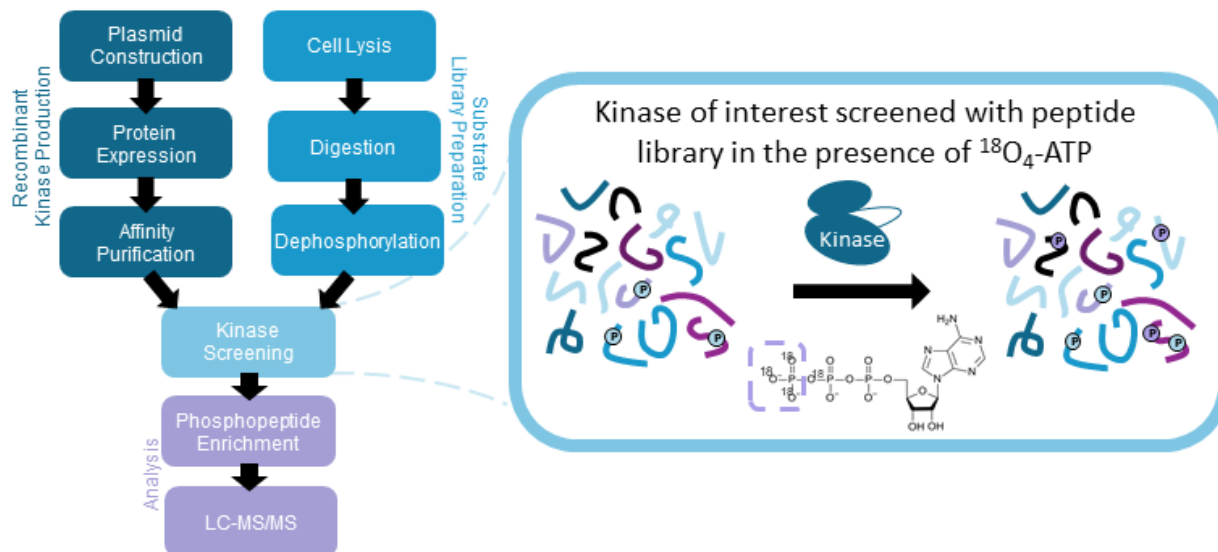 Plasmid
Construction
Cell Lysis
Recombinant
Kinase Production
Substrate
Library Preparation
Protein
Expression
Digestion
Affinity
Purification
Dephosphorylation
Kinase
Screening
Analysis
Phosphopeptide
Enrichment
LC-MS/MS
Kinase of interest screened with peptide
library in the presence of ¹⁸O₄-ATP
Kinase
P
P
P
P
P
P
P
P
P
NH₂
N
N
N
N
¹⁸O
O
O
¹⁸O⁻
P
¹⁸O
P
O
P
O
¹⁸O⁻
O⁻
O⁻
O
OH OH